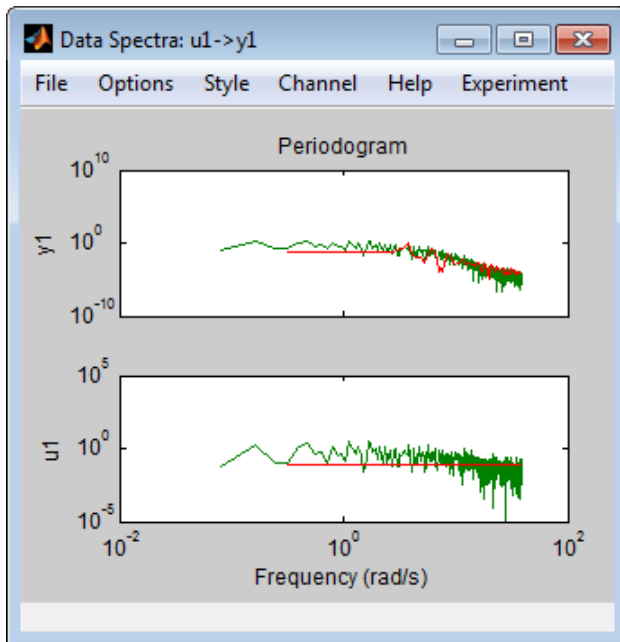 Data Spectra: u1->y1
File Options Style Channel Help Experiment
Periodogram
10^10
10^0
10^-10
y1
10^5
10^0
10^-5
u1
10^-2 10^0 10^2
Frequency (rad/s)